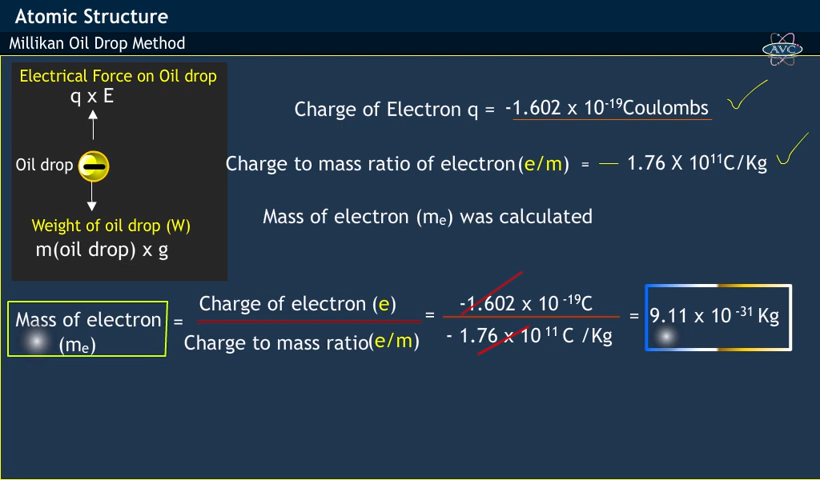 Atomic Structure
Millikan Oil Drop Method
AVC
Electrical Force on Oil drop
q x E
Oil drop
Weight of oil drop (W)
m(oil drop) x g
Charge of Electron q = -1.602 x 10⁻¹⁹Coulombs
Charge to mass ratio of electron(e/m) = — 1.76 X 10¹¹C/Kg
Mass of electron (mₑ) was calculated
Mass of electron
(mₑ)
=
Charge of electron (e)
Charge to mass ratio(e/m)
=
-1.602 x 10 ⁻¹⁹C
- 1.76 x 10 ¹¹ C /Kg
=
9.11 x 10 ⁻³¹ Kg